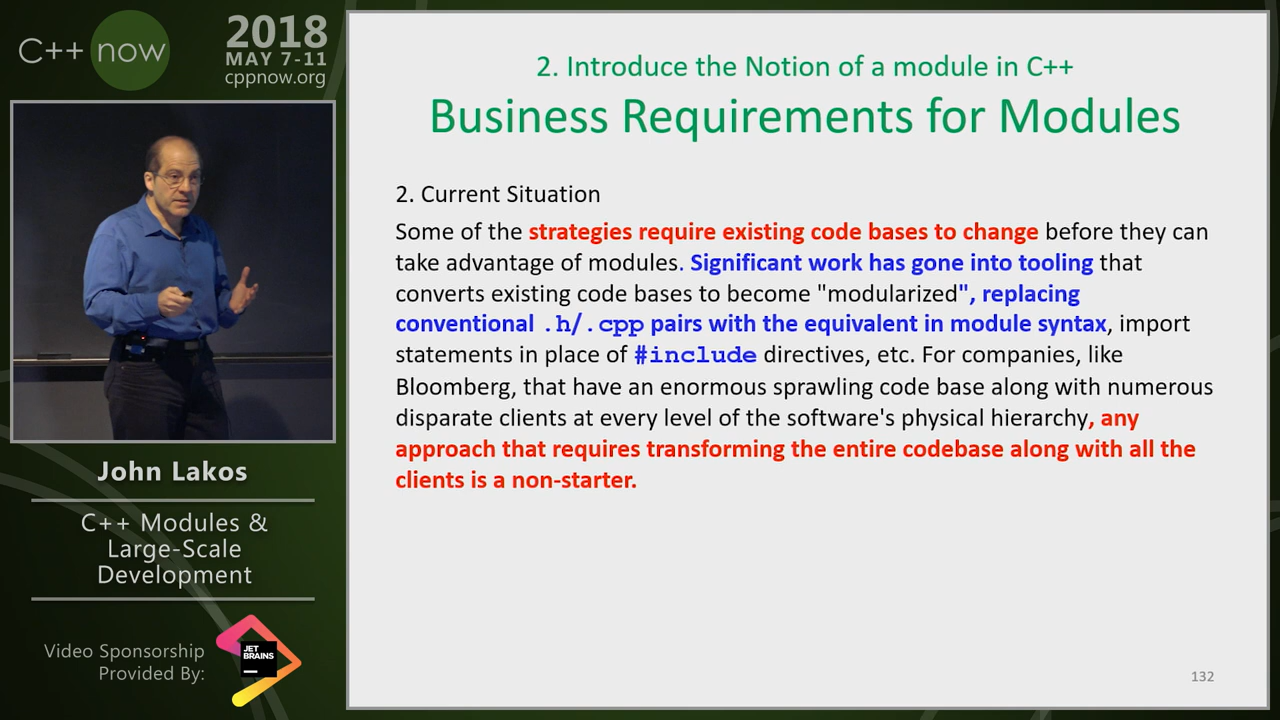 C++ now
2018
MAY 7-11
cppnow.org
John Lakos
C++ Modules &
Large-Scale
Development
Video Sponsorship
Provided By:
JET
BRAINS
2. Introduce the Notion of a module in C++
Business Requirements for Modules
2. Current Situation
Some of the strategies require existing code bases to change before they can
take advantage of modules. Significant work has gone into tooling that
converts existing code bases to become "modularized", replacing
conventional .h/.cpp pairs with the equivalent in module syntax, import
statements in place of #include directives, etc. For companies, like
Bloomberg, that have an enormous sprawling code base along with numerous
disparate clients at every level of the software's physical hierarchy, any
approach that requires transforming the entire codebase along with all the
clients is a non-starter.
132